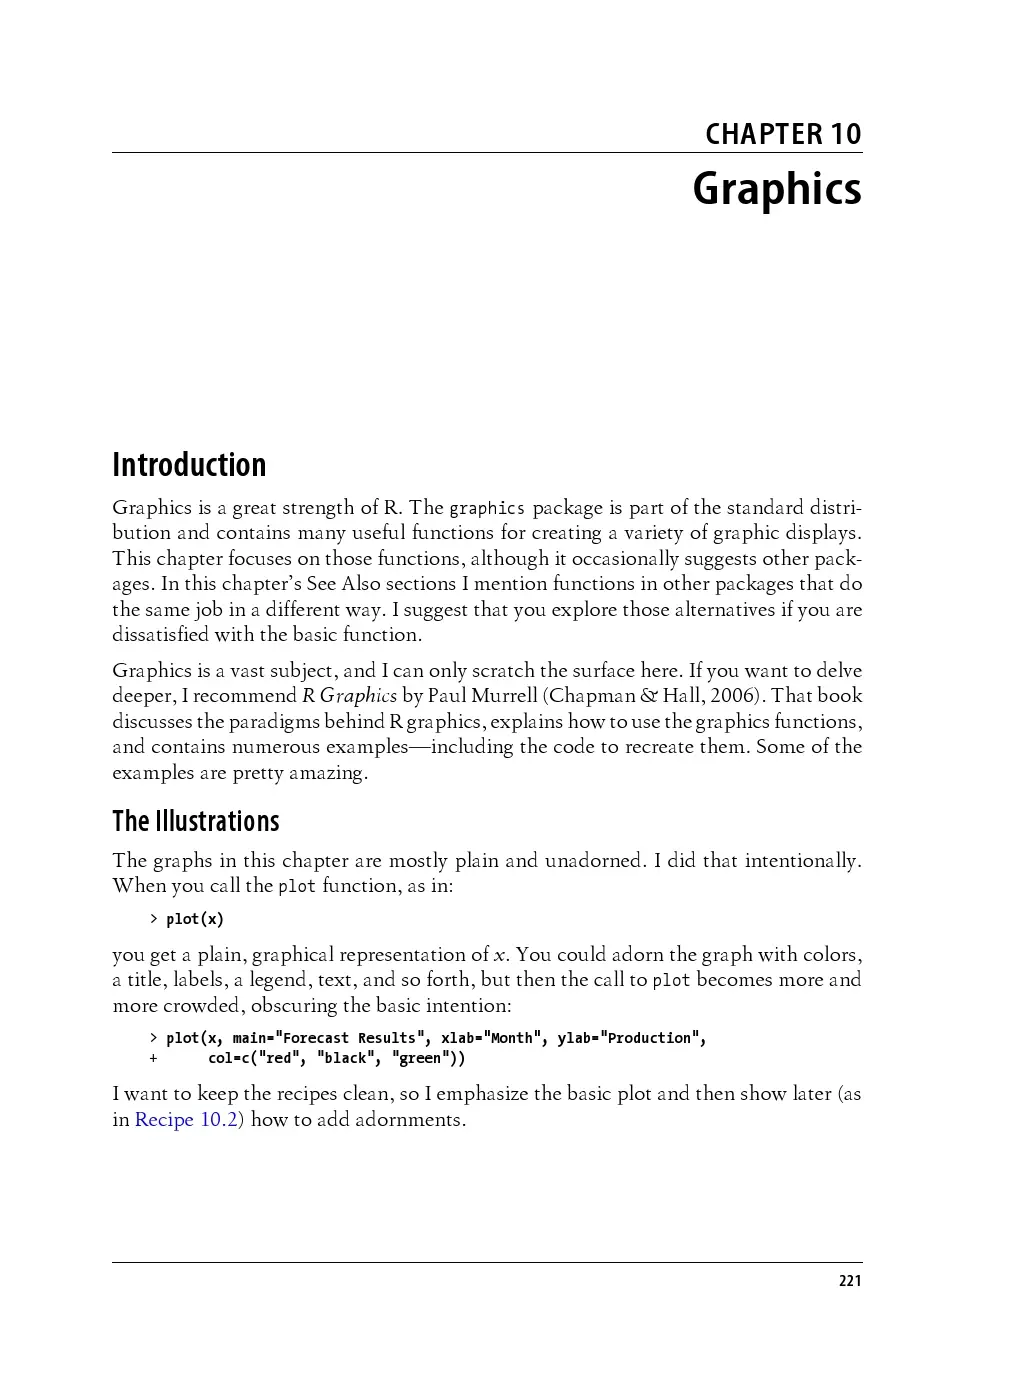 CHAPTER 10
Graphics
Introduction
Graphics is a great strength of R. The graphics package is part of the standard distri-
bution and contains many useful functions for creating a variety of graphic displays.
This chapter focuses on those functions, although it occasionally suggests other pack-
ages. In this chapter’s See Also sections I mention functions in other packages that do
the same job in a different way. I suggest that you explore those alternatives if you are
dissatisfied with the basic function.
Graphics is a vast subject, and I can only scratch the surface here. If you want to delve
deeper, I recommend R Graphics by Paul Murrell (Chapman & Hall, 2006). That book
discusses the paradigms behind R graphics, explains how to use the graphics functions,
and contains numerous examples—including the code to recreate them. Some of the
examples are pretty amazing.
The Illustrations
The graphs in this chapter are mostly plain and unadorned. I did that intentionally.
When you call the plot function, as in:
> plot(x)
you get a plain, graphical representation of x. You could adorn the graph with colors,
a title, labels, a legend, text, and so forth, but then the call to plot becomes more and
more crowded, obscuring the basic intention:
> plot(x, main="Forecast Results", xlab="Month", ylab="Production",
+      col=c("red", "black", "green"))
I want to keep the recipes clean, so I emphasize the basic plot and then show later (as
in Recipe 10.2) how to add adornments.
221